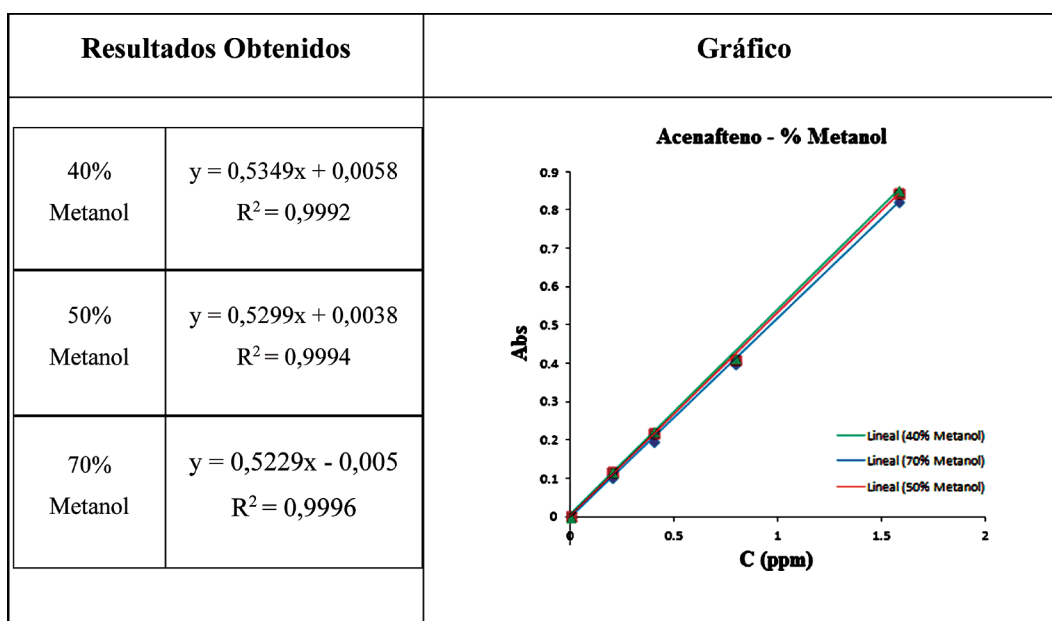 Resultados Obtenidos
Gráfico
40%
Metanol
y = 0,5349x + 0,0058
R² = 0,9992
50%
Metanol
y = 0,5299x + 0,0038
R² = 0,9994
70%
Metanol
y = 0,5229x - 0,005
R² = 0,9996
Acenafteno - % Metanol
0.9
0.8
0.7
0.6
0.5
0.4
0.3
0.2
0.1
0
Abs
Lineal (40% Metanol)
Lineal (70% Metanol)
Lineal (50% Metanol)
0
0.5
1
1.5
2
C (ppm)